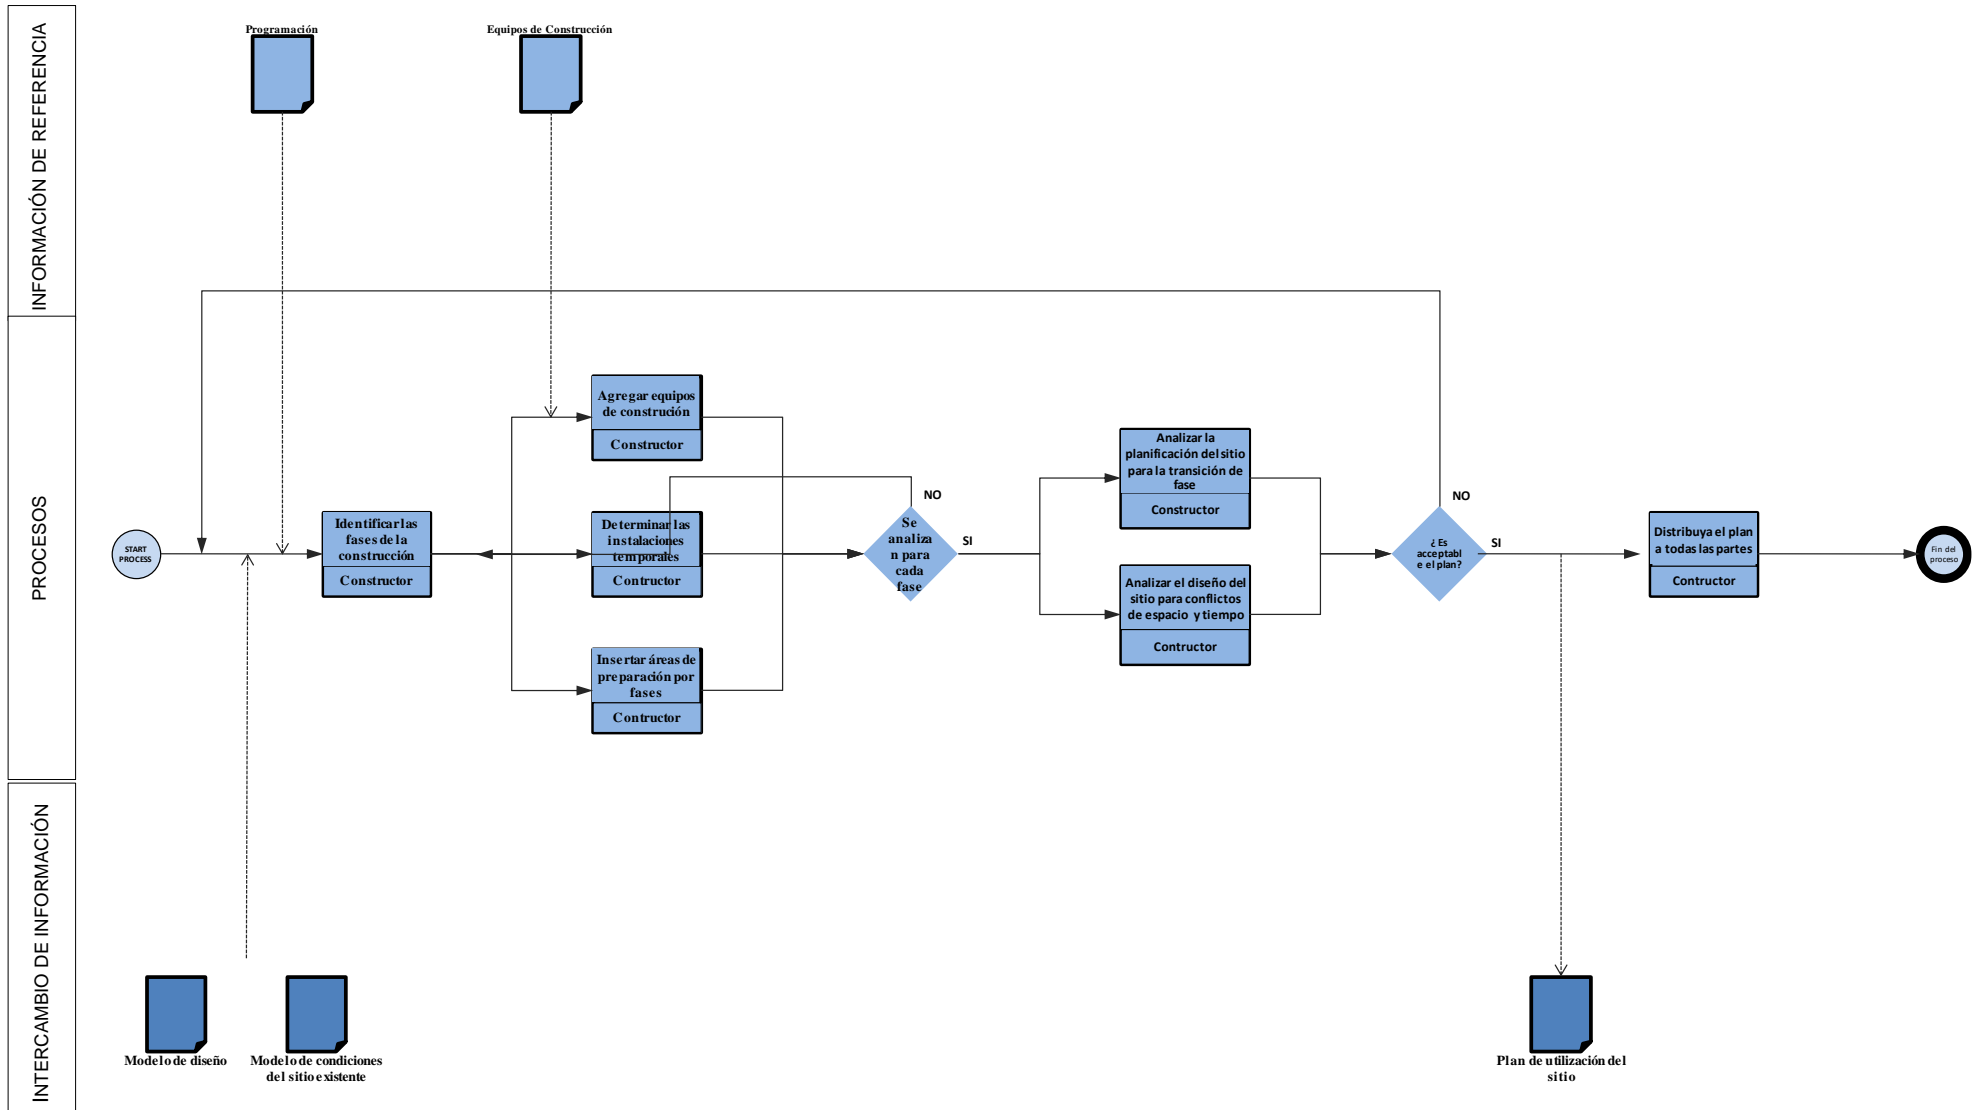 INFORMACIÓN DE REFERENCIA
Programación
Equipos de Construcción
PROCESOS
START
PROCESS
Identificar las
fases de la
construcción
Constructor
Agregar equipos
de construción
Constructor
Determinar las
instalaciones
temporales
Contructor
Insertar áreas de
preparación por
fases
Contructor
NO
Se
analiza
n para
cada
fase
SI
Analizar la
planificación del sitio
para la transición de
fase
Constructor
Analizar el diseño del
sitio para conflictos
de espacio y tiempo
Contructor
NO
¿ Es
acceptabl
e el plan?
SI
Distribuya el plan
a todas las partes
Contructor
Fin del
proceso
INTERCAMBIO DE INFORMACIÓN
Modelo de diseño
Modelo de condiciones
del sitio existente
Plan de utilización del
sitio